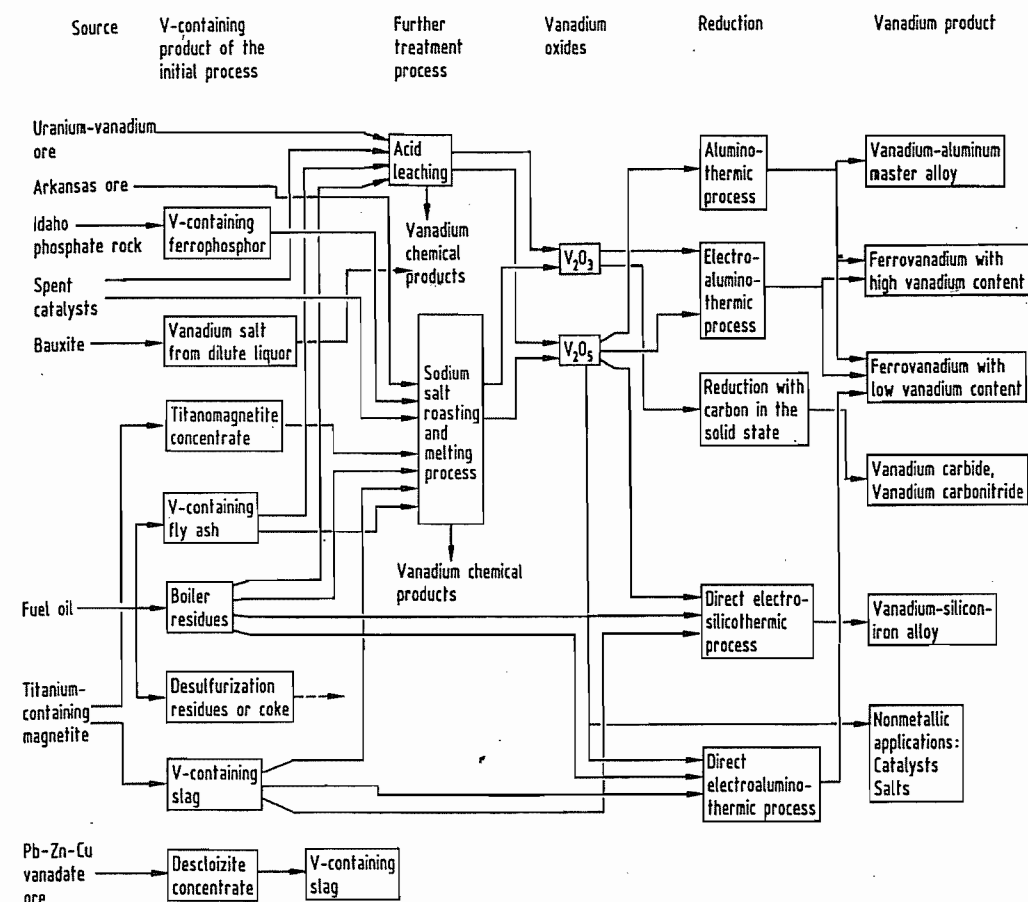 Source
V-containing
product of the
initial process
Further
treatment
process
Vanadium
oxides
Reduction
Vanadium product
Uranium-vanadium
ore
Arkansas ore
Idaho
phosphate rock
Spent
catalysts
Bauxite
Fuel oil
Titanium-
containing
magnetite
Pb-Zn-Cu
vanadate
ore
V-containing
ferrophosphor
Vanadium salt
from dilute liquor
Titanomagnetite
concentrate
V-containing
fly ash
Boiler
residues
Desulfurization
residues or coke
V-containing
slag
Descloizite
concentrate
V-containing
slag
Acid
leaching
Vanadium
chemical
products
Sodium
salt
roasting
and
melting
process
Vanadium chemical
products
V₂O₃
V₂O₅
Alumino-
thermic
process
Electro-
alumino-
thermic
process
Reduction with
carbon in the
solid state
Direct electro-
silicothermic
process
Direct
electroalumino-
thermic process
Vanadium-aluminum
master alloy
Ferrovanadium with
high vanadium content
Ferrovanadium with
low vanadium content
Vanadium carbide,
Vanadium carbonitride
Vanadium-silicon-
iron alloy
Nonmetallic
applications:
Catalysts
Salts